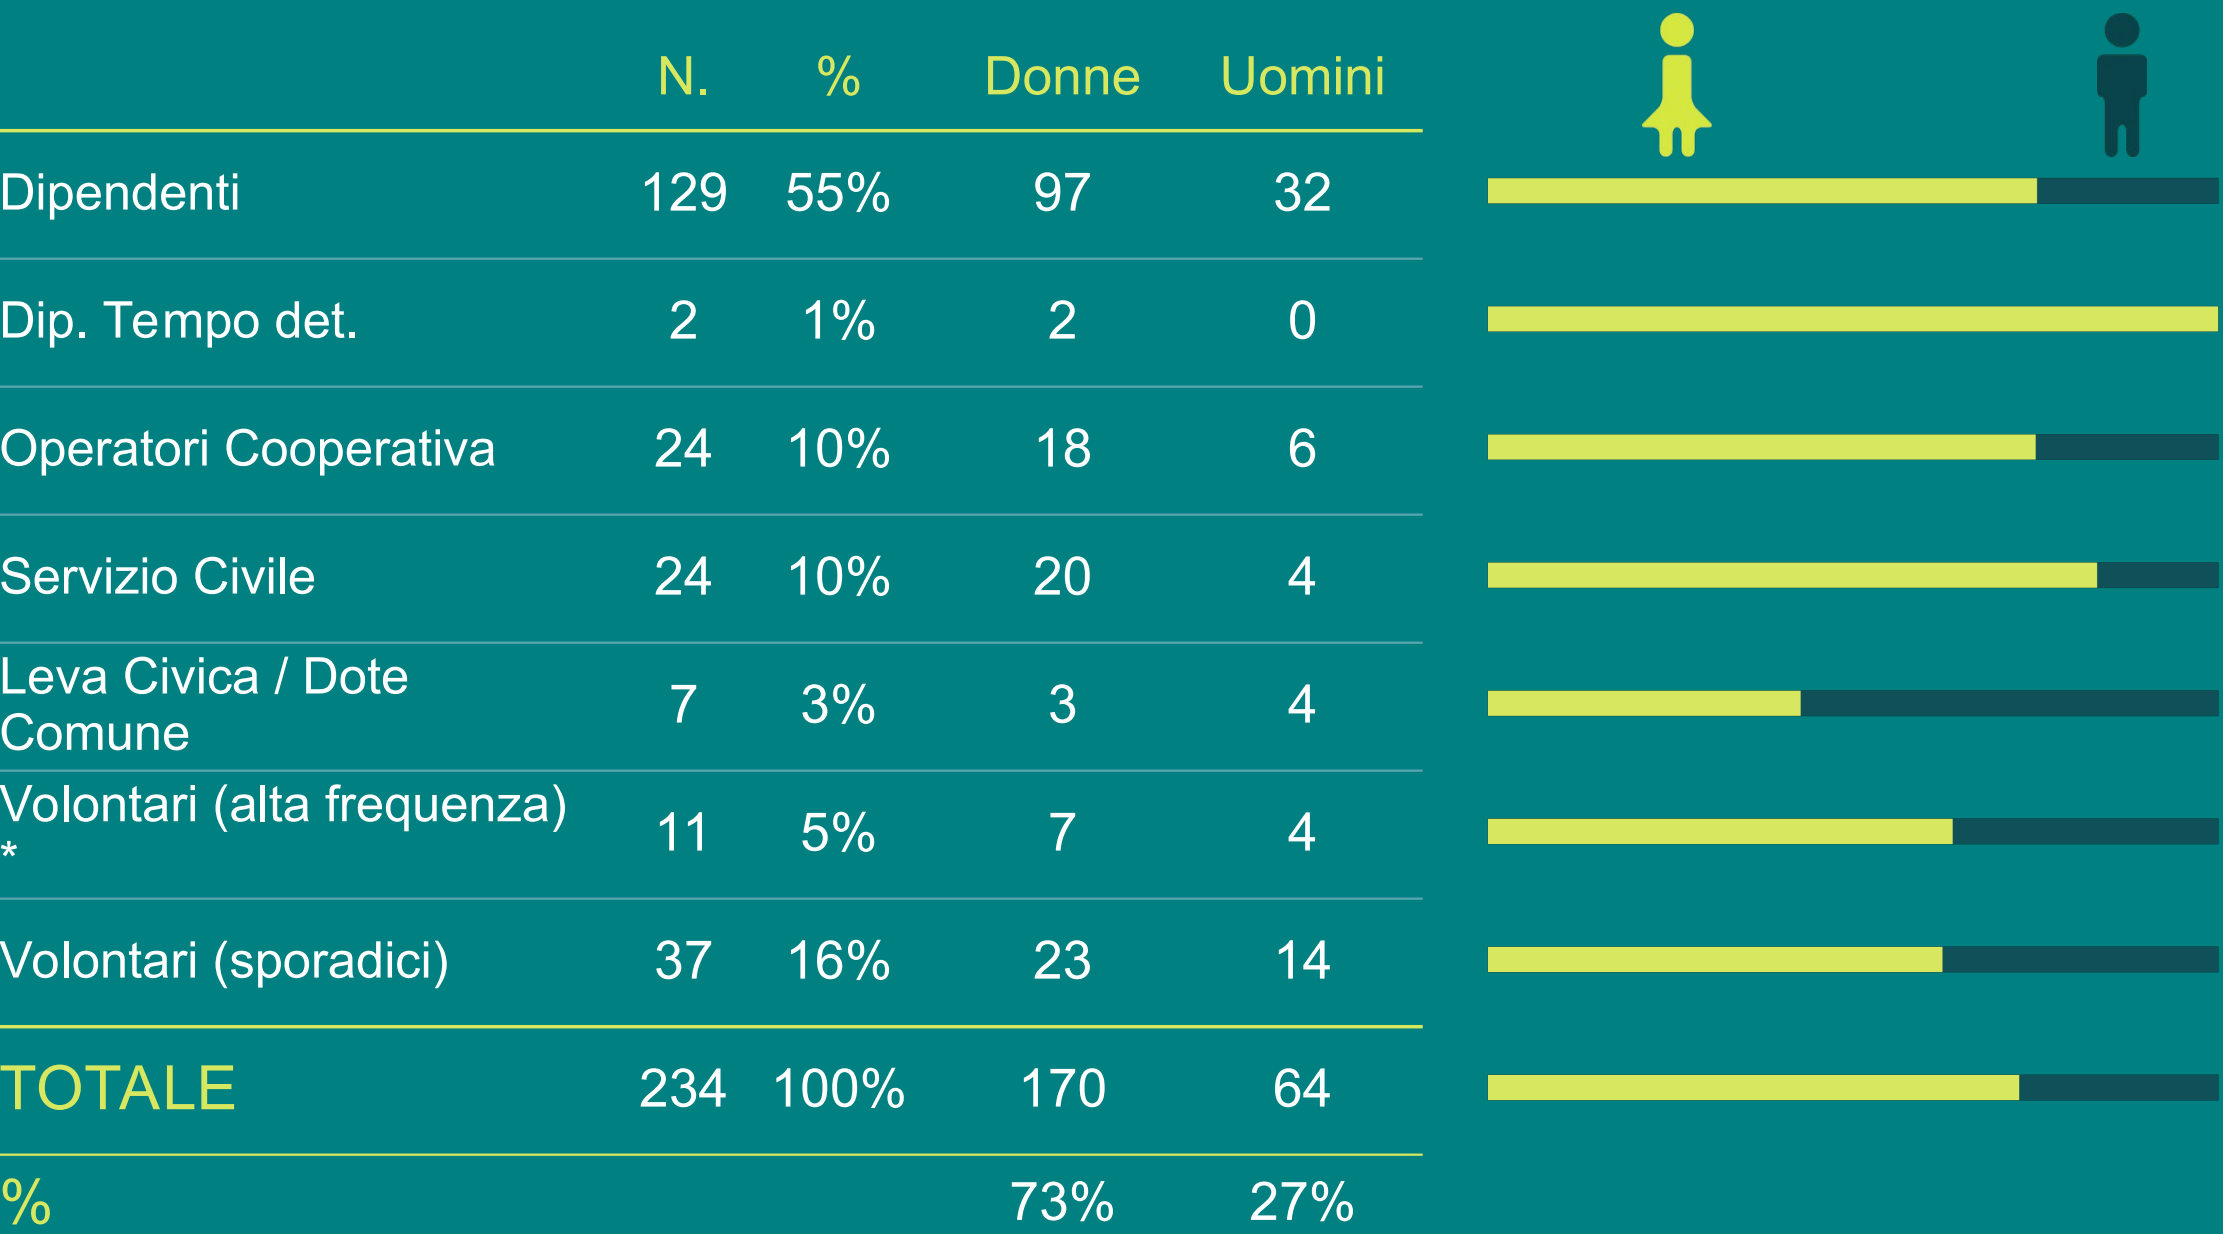 N. % Donne Uomini
Dipendenti 129 55% 97 32
Dip. Tempo det. 2 1% 2 0
Operatori Cooperativa 24 10% 18 6
Servizio Civile 24 10% 20 4
Leva Civica / Dote
Comune 7 3% 3 4
Volontari (alta frequenza)
* 11 5% 7 4
Volontari (sporadici) 37 16% 23 14
TOTALE 234 100% 170 64
% 73% 27%